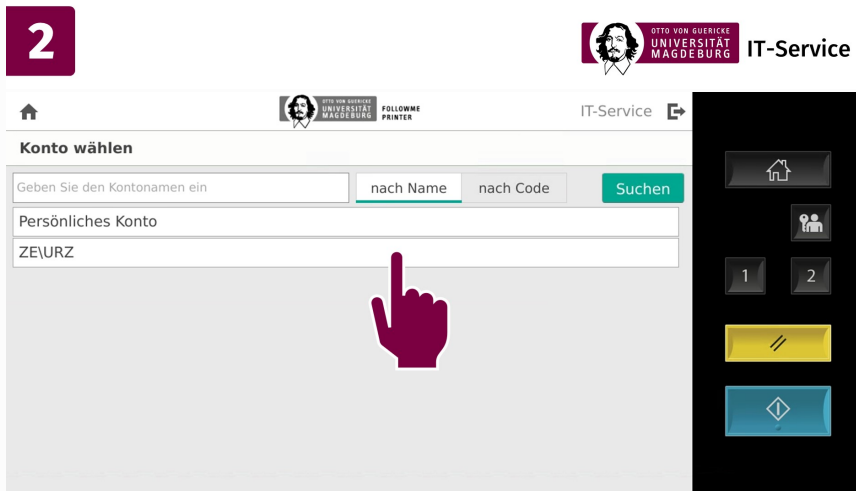 2
OTTO VON GUERICKE
UNIVERSITÄT
MAGDEBURG
IT-Service
OTTO VON GUERICKE
UNIVERSITÄT
MAGDEBURG
FOLLOWME
PRINTER
IT-Service
Konto wählen
Geben Sie den Kontonamen ein
nach Name
nach Code
Suchen
Persönliches Konto
ZE\URZ
1
2